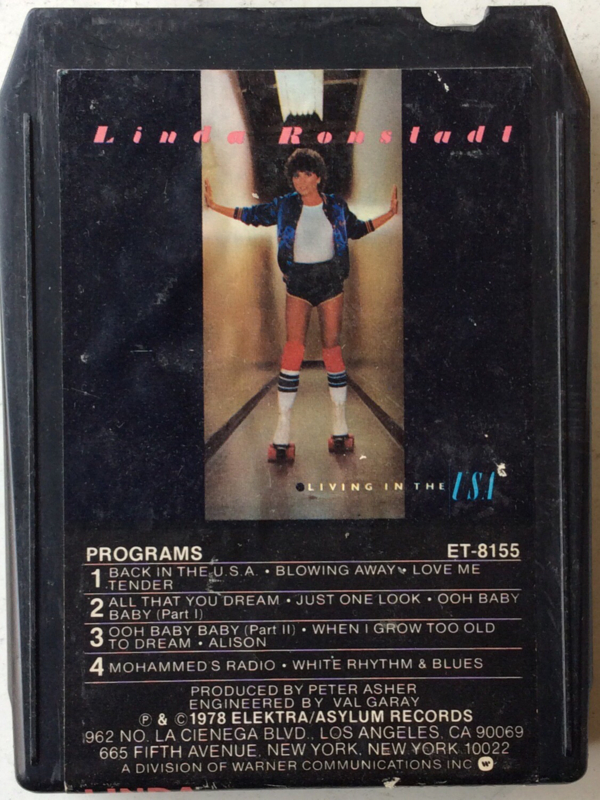 Linda Ronstadt
LIVING IN THE USA
PROGRAMS ET-8155
1 BACK IN THE U.S.A. • BLOWING AWAY • LOVE ME
TENDER
2 ALL THAT YOU DREAM • JUST ONE LOOK • OOH BABY
BABY (Part I)
3 OOH BABY BABY (Part II) • WHEN I GROW TOO OLD
TO DREAM • ALISON
4 MOHAMMED'S RADIO • WHITE RHYTHM & BLUES
PRODUCED BY PETER ASHER
ENGINEERED BY VAL GARAY
℗ & © 1978 ELEKTRA/ASYLUM RECORDS
962 NO. LA CIENEGA BLVD., LOS ANGELES, CA 90069
665 FIFTH AVENUE, NEW YORK, NEW YORK 10022
A DIVISION OF WARNER COMMUNICATIONS INC
LINDA